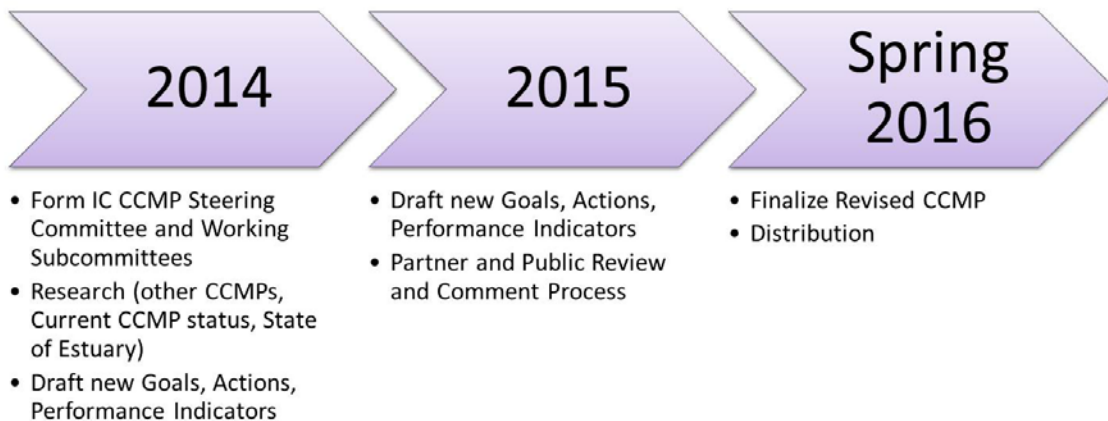 2014
• Form IC CCMP Steering
Committee and Working
Subcommittees
• Research (other CCMPs,
Current CCMP status, State
of Estuary)
• Draft new Goals, Actions,
Performance Indicators
2015
• Draft new Goals, Actions,
Performance Indicators
• Partner and Public Review
and Comment Process
Spring
2016
• Finalize Revised CCMP
• Distribution